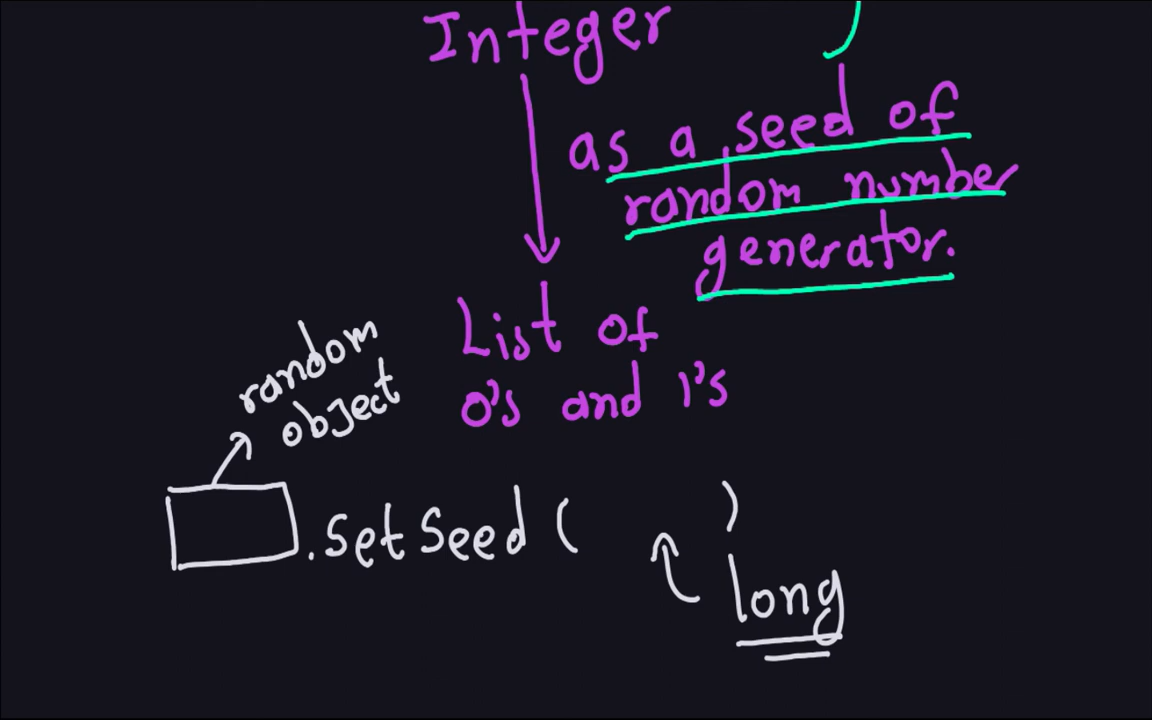 Integer
)
as a seed of
random number
generator.
List of
0's and 1's
random
object
.SetSeed ( )
long